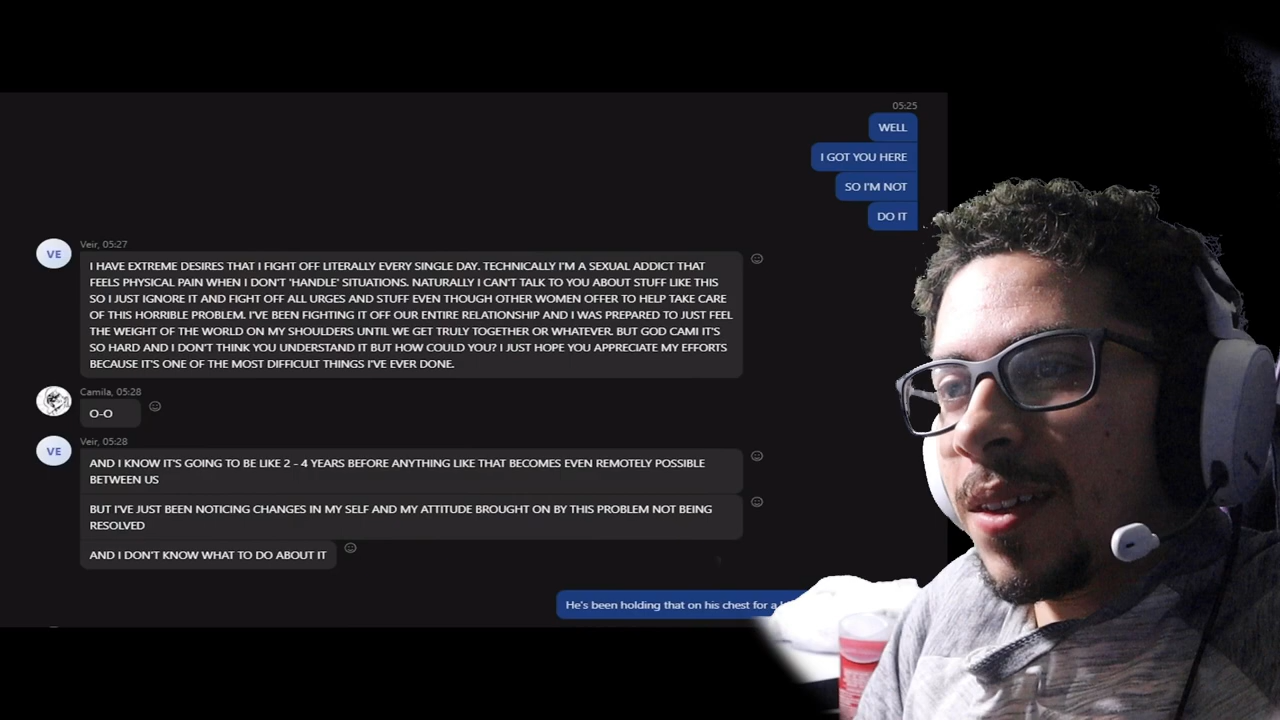 05:25
WELL
I GOT YOU HERE
SO I'M NOT
DO IT
Veir, 05:27
VE
I HAVE EXTREME DESIRES THAT I FIGHT OFF LITERALLY EVERY SINGLE DAY. TECHNICALLY I'M A SEXUAL ADDICT THAT
FEELS PHYSICAL PAIN WHEN I DON'T 'HANDLE' SITUATIONS. NATURALLY I CAN'T TALK TO YOU ABOUT STUFF LIKE THIS
SO I JUST IGNORE IT AND FIGHT OFF ALL URGES AND STUFF EVEN THOUGH OTHER WOMEN OFFER TO HELP TAKE CARE
OF THIS HORRIBLE PROBLEM. I'VE BEEN FIGHTING IT OFF OUR ENTIRE RELATIONSHIP AND I WAS PREPARED TO JUST FEEL
THE WEIGHT OF THE WORLD ON MY SHOULDERS UNTIL WE GET TRULY TOGETHER OR WHATEVER. BUT GOD CAMI IT'S
SO HARD AND I DON'T THINK YOU UNDERSTAND IT BUT HOW COULD YOU? I JUST HOPE YOU APPRECIATE MY EFFORTS
BECAUSE IT'S ONE OF THE MOST DIFFICULT THINGS I'VE EVER DONE.
Camila, 05:28
O-O
Veir, 05:28
VE
AND I KNOW IT'S GOING TO BE LIKE 2 - 4 YEARS BEFORE ANYTHING LIKE THAT BECOMES EVEN REMOTELY POSSIBLE
BETWEEN US
BUT I'VE JUST BEEN NOTICING CHANGES IN MY SELF AND MY ATTITUDE BROUGHT ON BY THIS PROBLEM NOT BEING
RESOLVED
AND I DON'T KNOW WHAT TO DO ABOUT IT
He's been holding that on his chest for a